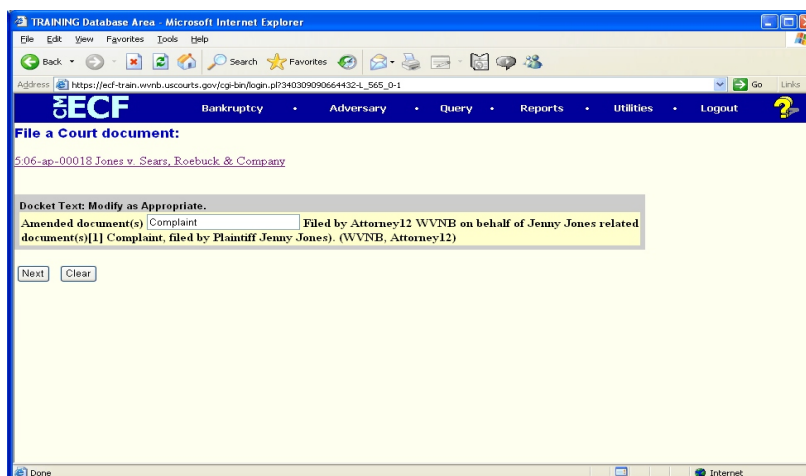 TRAINING Database Area - Microsoft Internet Explorer
File Edit View Favorites Tools Help
Back Search Favorites
Address https://ecf-train.wvnb.uscourts.gov/cgi-bin/login.pl?340309090664432-L_565_0-1 Go Links
CM ECF Bankruptcy • Adversary • Query • Reports • Utilities • Logout ?
File a Court document:
5:06-ap-00018 Jones v. Sears, Roebuck & Company
Docket Text: Modify as Appropriate.
Amended document(s) Complaint Filed by Attorney12 WVNB on behalf of Jenny Jones related
document(s)[1] Complaint, filed by Plaintiff Jenny Jones). (WVNB, Attorney12)
Next Clear
Done Internet